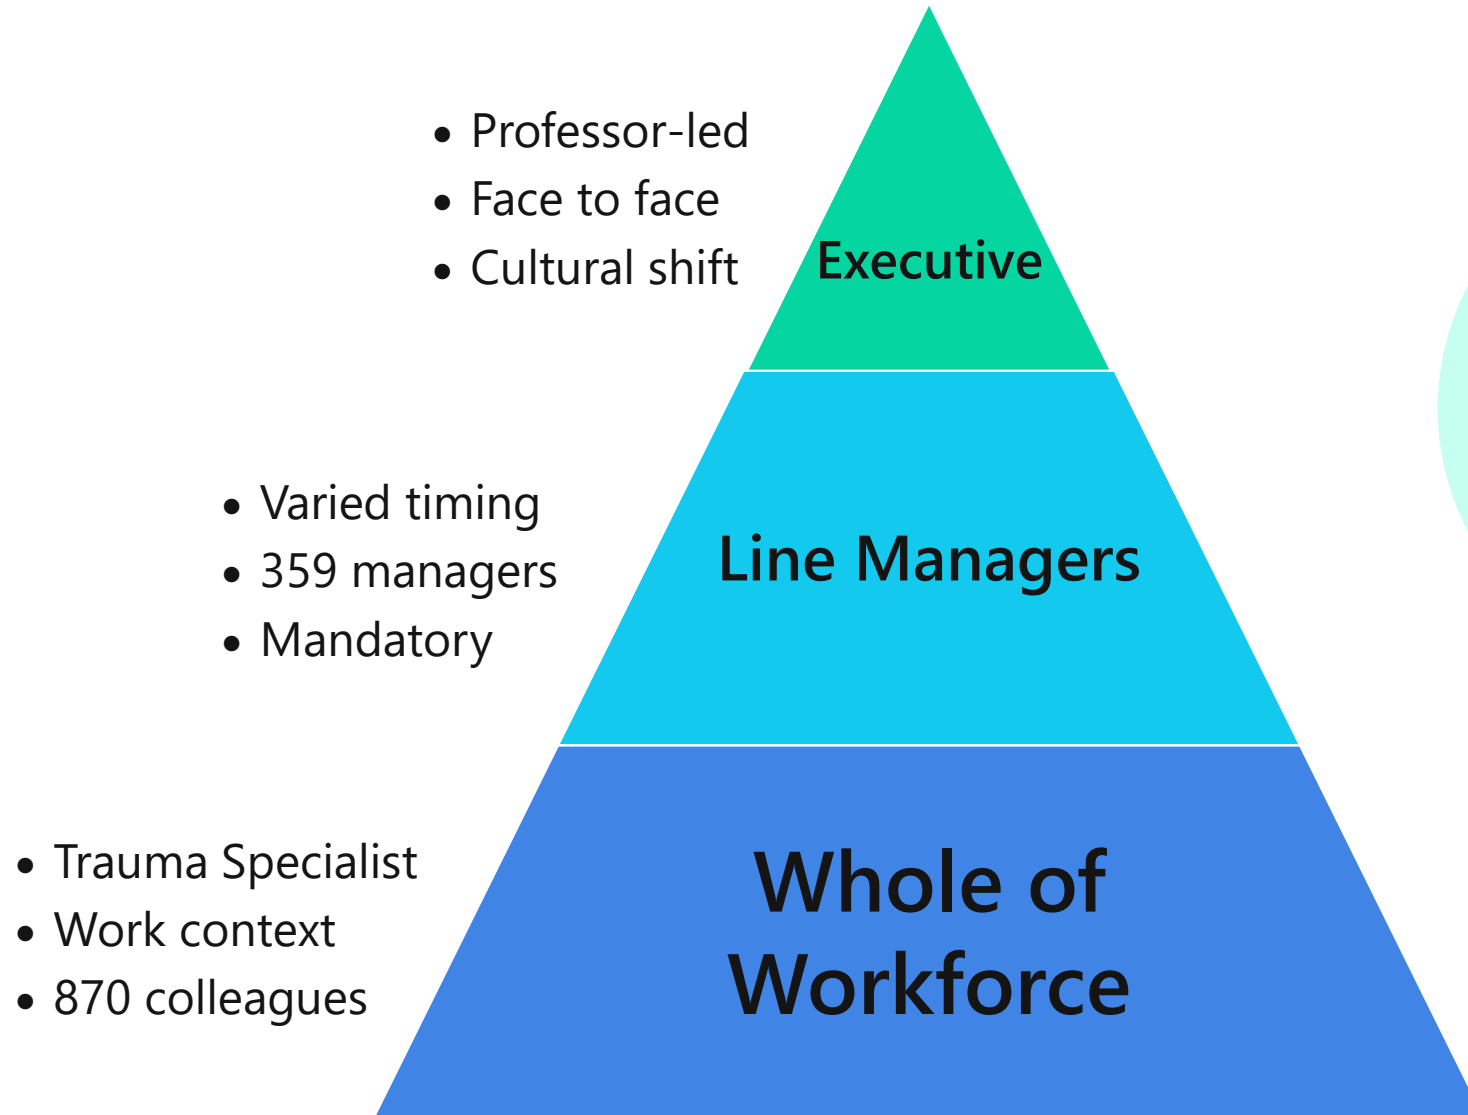 • Professor-led
• Face to face
• Cultural shift
Executive
• Varied timing
• 359 managers
• Mandatory
Line Managers
• Trauma Specialist
• Work context
• 870 colleagues
Whole of
Workforce